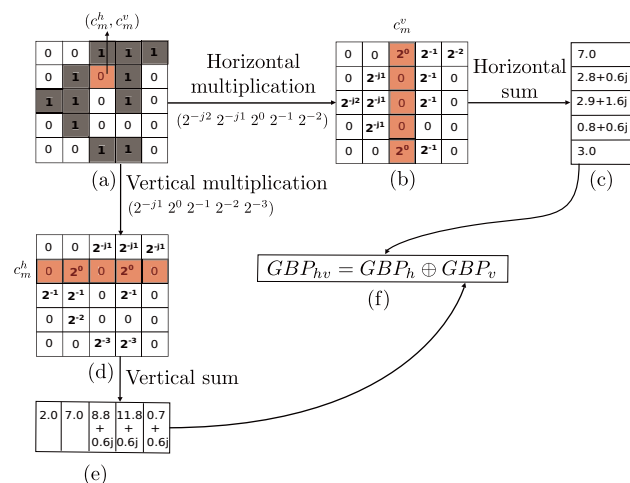 (c_m^h, c_m^v)
0 0 1 1 1
0 1 0 1 0
1 1 0 1 0
0 1 0 0 0
0 0 1 1 0
(a)
Horizontal
multiplication
(2^{-j2} 2^{-j1} 2^0 2^{-1} 2^{-2})
c_m^v
0 0 2^0 2^{-1} 2^{-2}
0 2^{-j1} 0 2^{-1} 0
2^{-j2} 2^{-j1} 0 2^{-1} 0
0 2^{-j1} 0 0 0
0 0 2^0 2^{-1} 0
(b)
Horizontal
sum
7.0
2.8+0.6j
2.9+1.6j
0.8+0.6j
3.0
(c)
Vertical multiplication
(2^{-j1} 2^0 2^{-1} 2^{-2} 2^{-3})
c_m^h
0 0 2^{-j1} 2^{-j1} 2^{-j1}
0 2^0 0 2^0 0
2^{-1} 2^{-1} 0 2^{-1} 0
0 2^{-2} 0 0 0
0 0 2^{-3} 2^{-3} 0
(d)
GBP_{hv} = GBP_h ⊕ GBP_v
(f)
Vertical sum
2.0 7.0 8.8 11.8 0.7
+ + +
0.6j 0.6j 0.6j
(e)